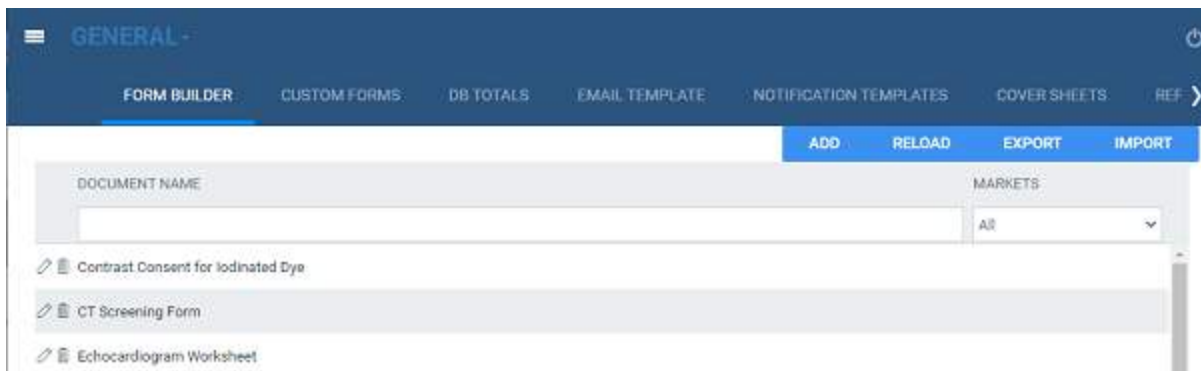 GENERAL-
FORM BUILDER CUSTOM FORMS DB TOTALS EMAIL TEMPLATE NOTIFICATION TEMPLATES COVER SHEETS REF
ADD RELOAD EXPORT IMPORT
DOCUMENT NAME MARKETS
All
Contrast Consent for Iodinated Dye
CT Screening Form
Echocardiogram Worksheet